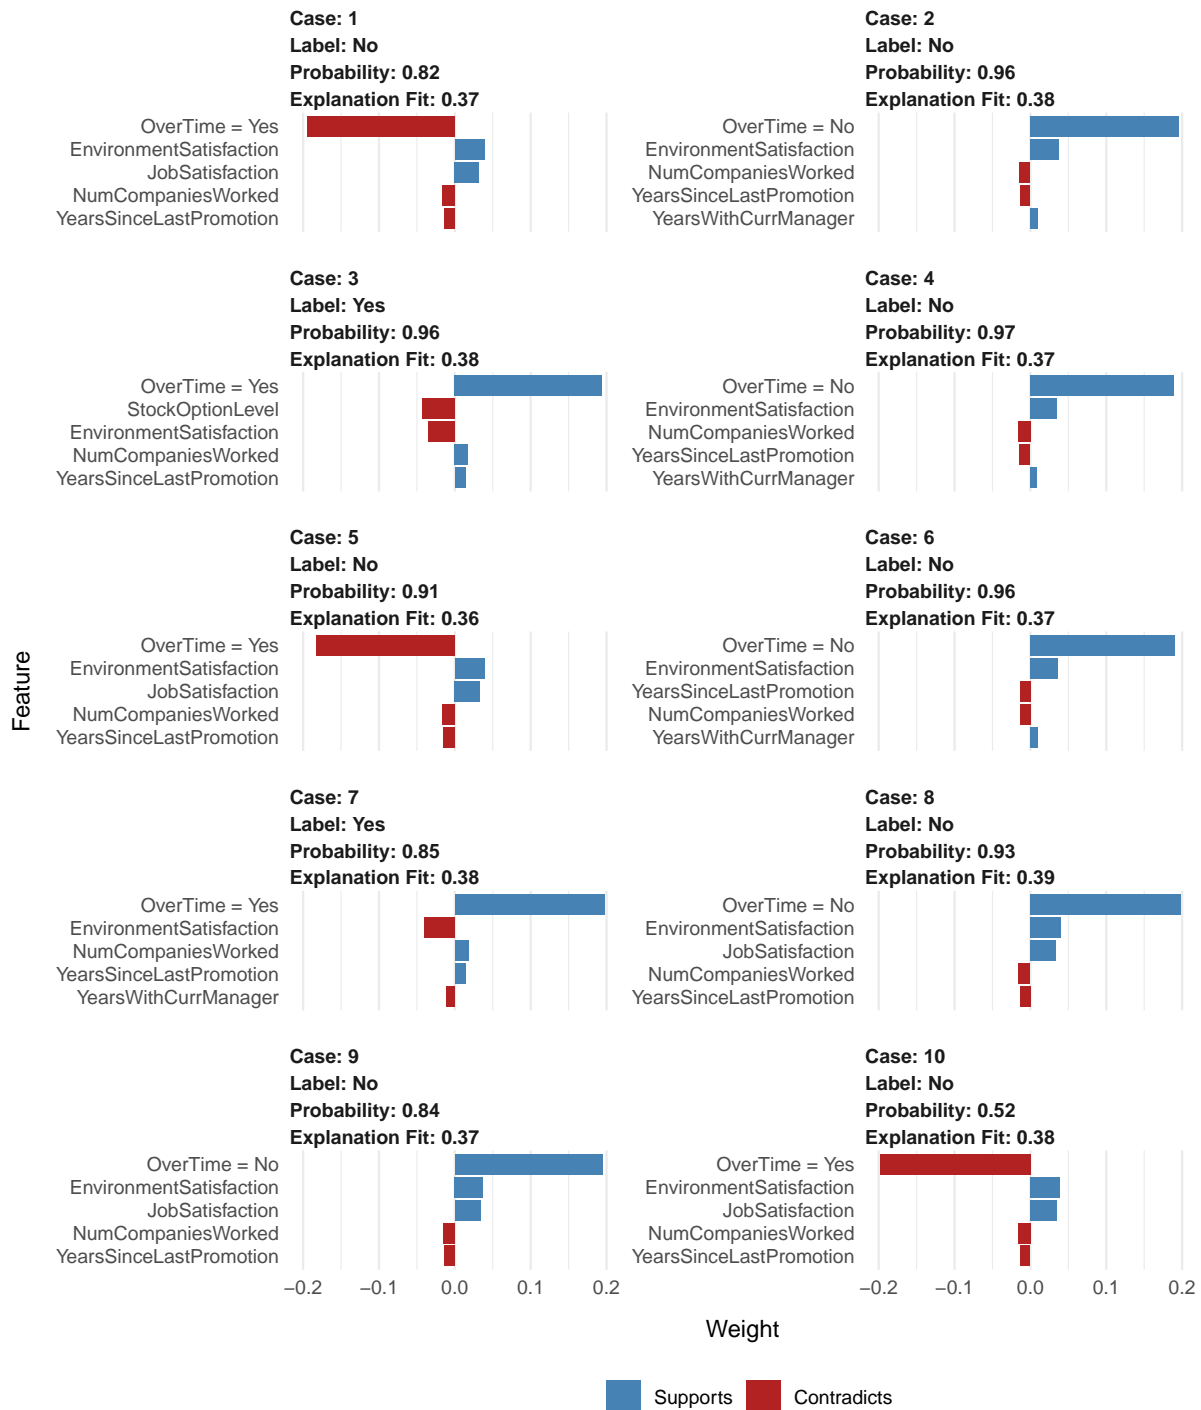 Case: 1
Label: No
Probability: 0.82
Explanation Fit: 0.37
OverTime = Yes
EnvironmentSatisfaction
JobSatisfaction
NumCompaniesWorked
YearsSinceLastPromotion
Case: 2
Label: No
Probability: 0.96
Explanation Fit: 0.38
OverTime = No
EnvironmentSatisfaction
NumCompaniesWorked
YearsSinceLastPromotion
YearsWithCurrManager
Case: 3
Label: Yes
Probability: 0.96
Explanation Fit: 0.38
OverTime = Yes
StockOptionLevel
EnvironmentSatisfaction
NumCompaniesWorked
YearsSinceLastPromotion
Case: 4
Label: No
Probability: 0.97
Explanation Fit: 0.37
OverTime = No
EnvironmentSatisfaction
NumCompaniesWorked
YearsSinceLastPromotion
YearsWithCurrManager
Case: 5
Label: No
Probability: 0.91
Explanation Fit: 0.36
OverTime = Yes
EnvironmentSatisfaction
JobSatisfaction
NumCompaniesWorked
YearsSinceLastPromotion
Case: 6
Label: No
Probability: 0.96
Explanation Fit: 0.37
OverTime = No
EnvironmentSatisfaction
YearsSinceLastPromotion
NumCompaniesWorked
YearsWithCurrManager
Feature
Case: 7
Label: Yes
Probability: 0.85
Explanation Fit: 0.38
OverTime = Yes
EnvironmentSatisfaction
NumCompaniesWorked
YearsSinceLastPromotion
YearsWithCurrManager
Case: 8
Label: No
Probability: 0.93
Explanation Fit: 0.39
OverTime = No
EnvironmentSatisfaction
JobSatisfaction
NumCompaniesWorked
YearsSinceLastPromotion
Case: 9
Label: No
Probability: 0.84
Explanation Fit: 0.37
OverTime = No
EnvironmentSatisfaction
JobSatisfaction
NumCompaniesWorked
YearsSinceLastPromotion
−0.2 −0.1 0.0 0.1 0.2
Case: 10
Label: No
Probability: 0.52
Explanation Fit: 0.38
OverTime = Yes
EnvironmentSatisfaction
JobSatisfaction
NumCompaniesWorked
YearsSinceLastPromotion
−0.2 −0.1 0.0 0.1 0.2
Weight
Supports Contradicts